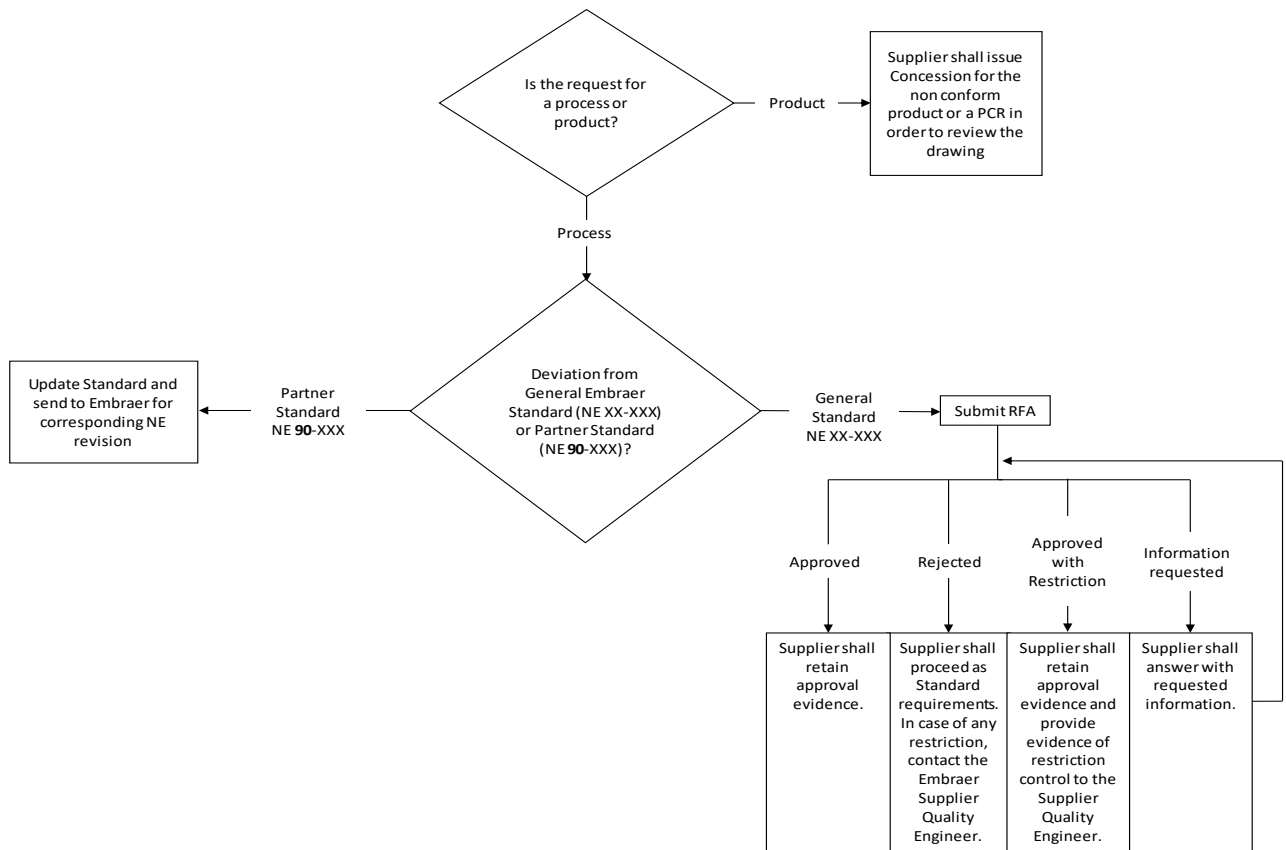 Is the request for
a process or
product?
Product
Supplier shall issue
Concession for the
non conform
product or a PCR in
order to review the
drawing
Process
Update Standard and
send to Embraer for
corresponding NE
revision
Partner
Standard
NE 90-XXX
Deviation from
General Embraer
Standard (NE XX-XXX)
or Partner Standard
(NE 90-XXX)?
General
Standard
NE XX-XXX
Submit RFA
Approved
Rejected
Approved
with
Restriction
Information
requested
Supplier shall
retain
approval
evidence.
Supplier shall
proceed as
Standard
requirements.
In case of any
restriction,
contact the
Embraer
Supplier
Quality
Engineer.
Supplier shall
retain
approval
evidence and
provide
evidence of
restriction
control to the
Supplier
Quality
Engineer.
Supplier shall
answer with
requested
information.